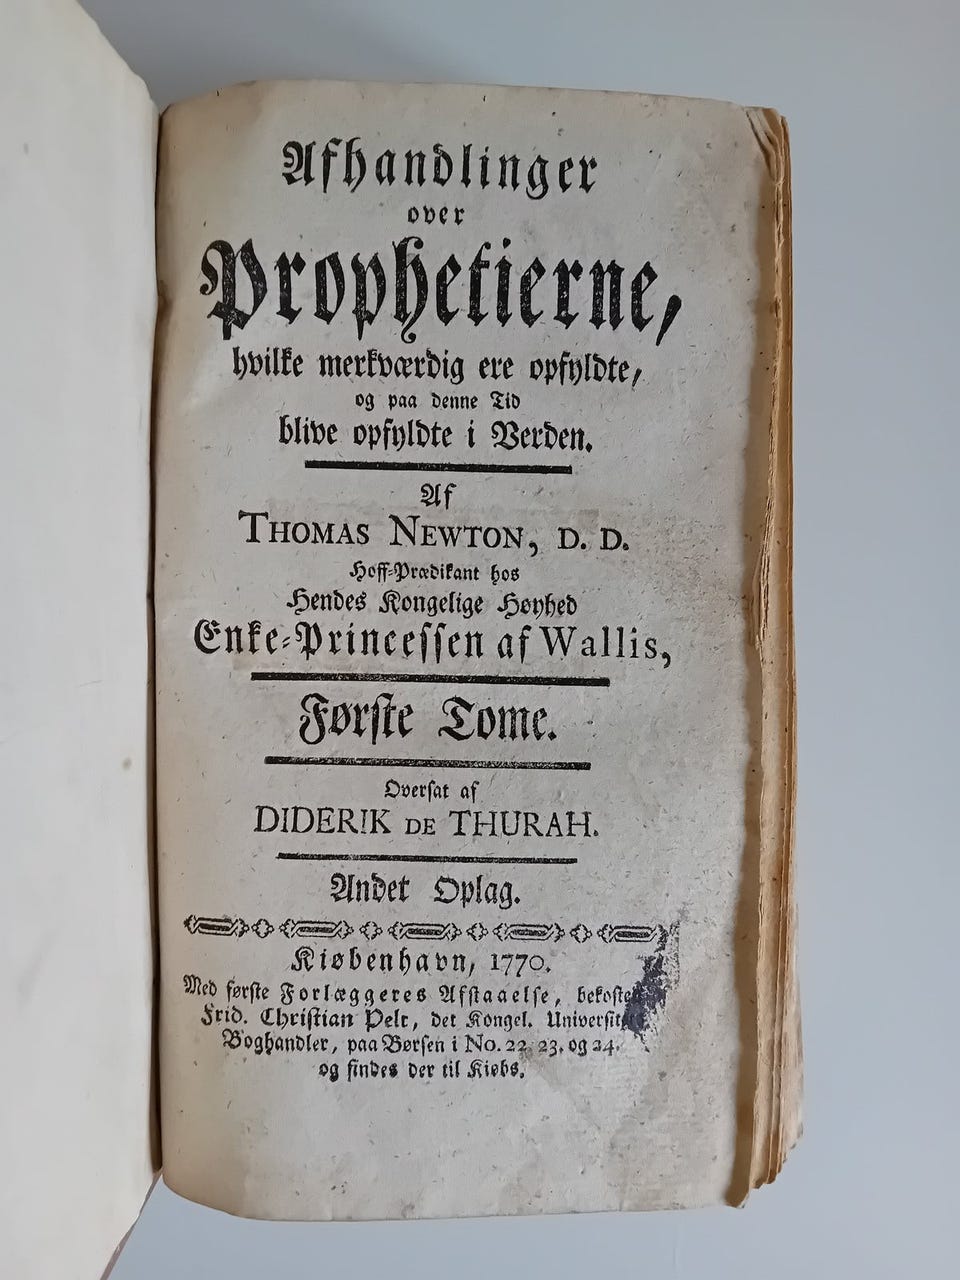 Afhandlinger
over
Prophetierne,
hvilke merkværdig ere opfyldte,
og paa denne Tid
blive opfyldte i Verden.
Af
THOMAS NEWTON, D. D.
Hoff-Prædikant hos
Hendes Kongelige Høyhed
Enke-Princessen af Wallis,
Første Tome.
Oversat af
DIDERIK DE THURAH.
Andet Oplag.
Kiøbenhavn, 1770.
Med første Forlæggeres Afstaaelse, bekostet
Frid. Christian Pelt, det Kongel. Universitets
Boghandler, paa Børsen i No. 22, 23. og 24.
og findes der til Kiøbs.